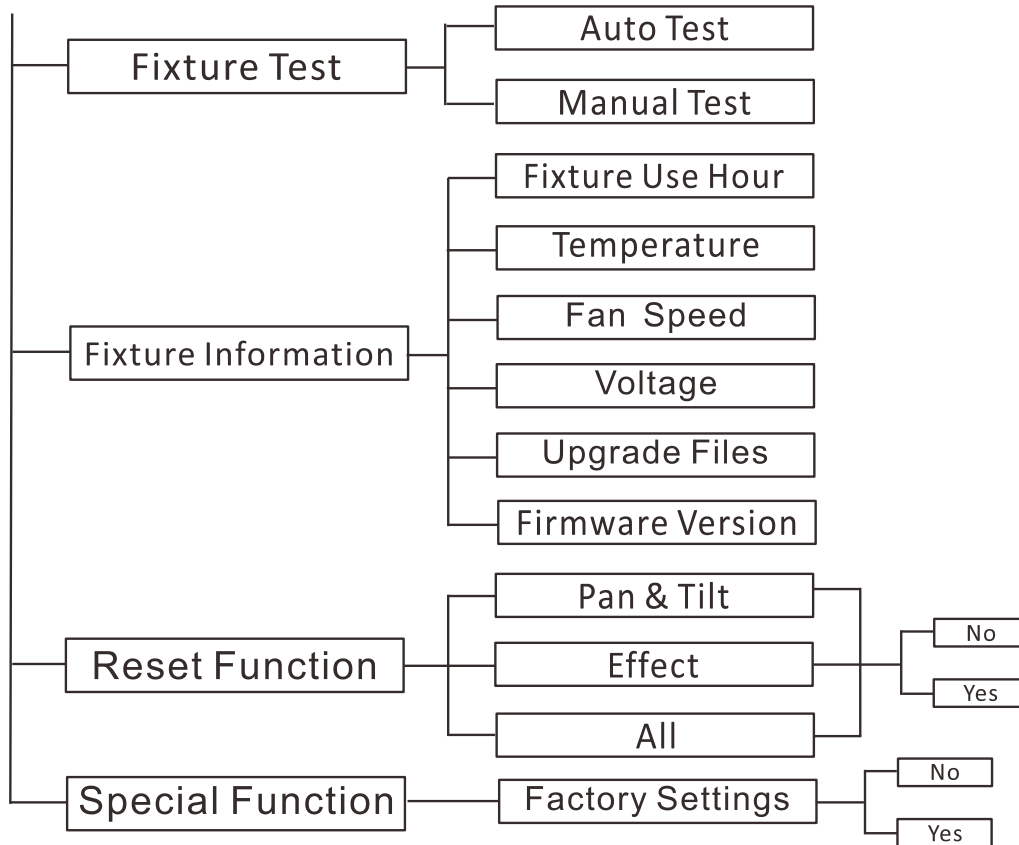 Fixture Test
Auto Test
Manual Test
Fixture Information
Fixture Use Hour
Temperature
Fan Speed
Voltage
Upgrade Files
Firmware Version
Reset Function
Pan & Tilt
Effect
All
No
Yes
Special Function
Factory Settings
No
Yes